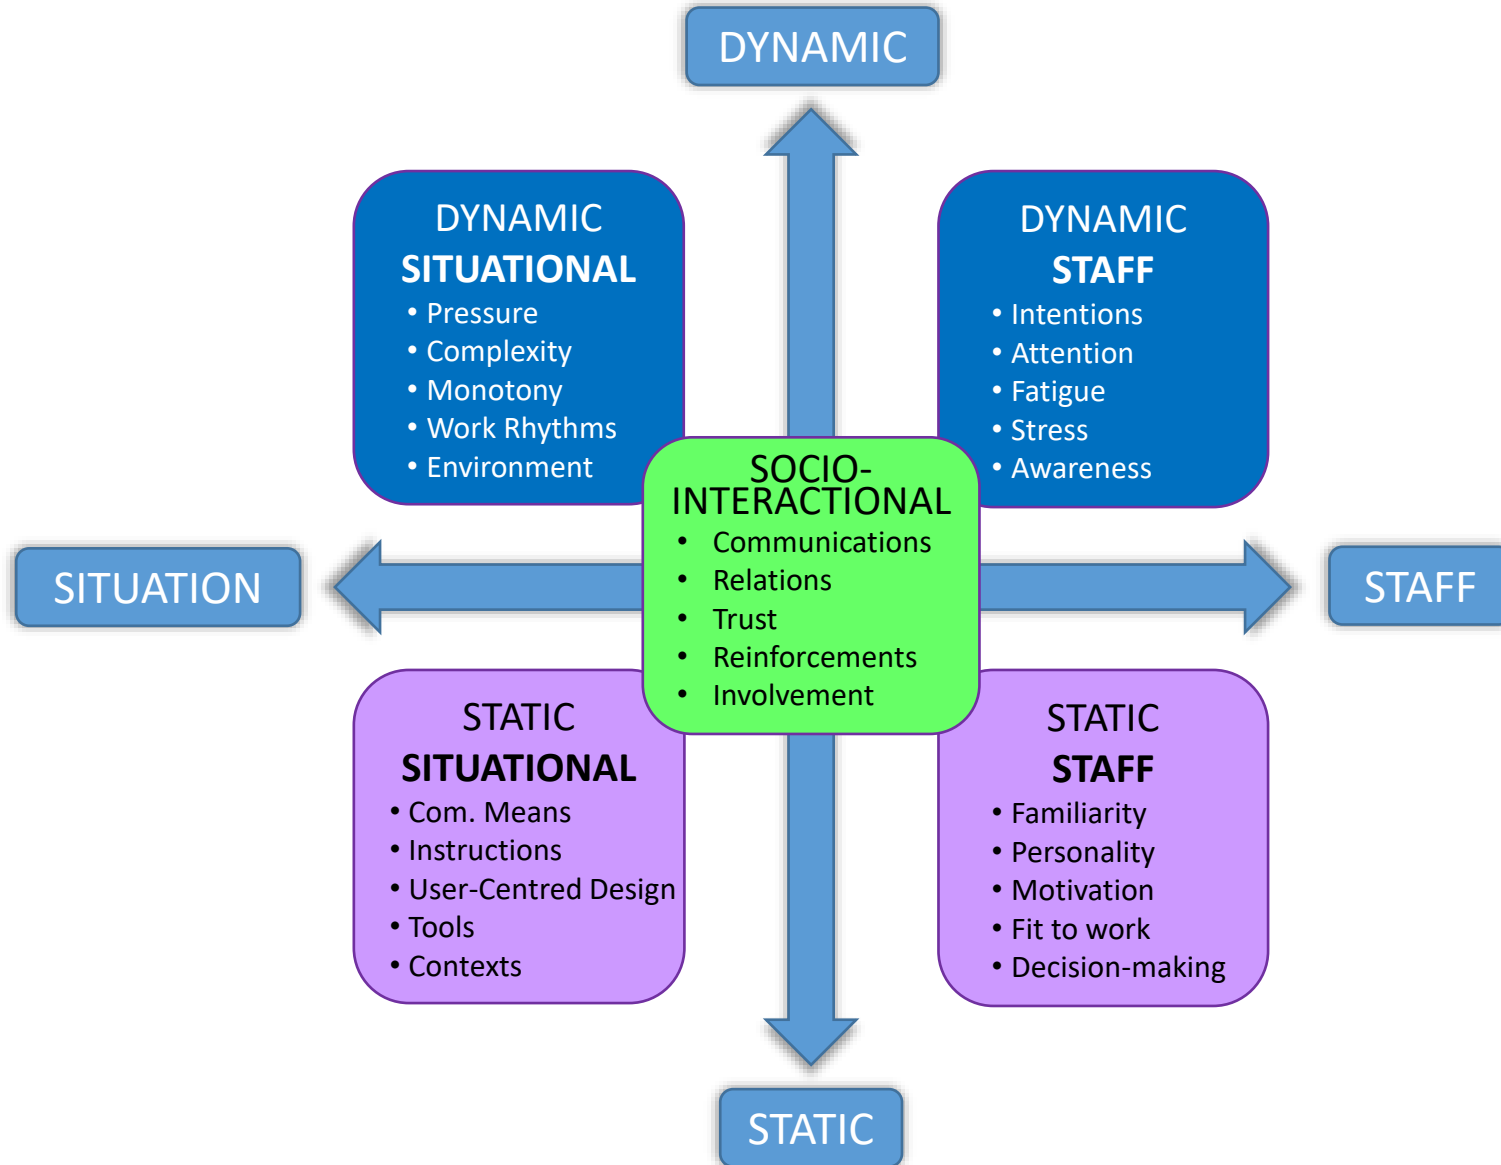 DYNAMIC
DYNAMIC
SITUATIONAL
• Pressure
• Complexity
• Monotony
• Work Rhythms
• Environment
DYNAMIC
STAFF
• Intentions
• Attention
• Fatigue
• Stress
• Awareness
SOCIO-
INTERACTIONAL
• Communications
• Relations
• Trust
• Reinforcements
• Involvement
SITUATION
STAFF
STATIC
SITUATIONAL
• Com. Means
• Instructions
• User-Centred Design
• Tools
• Contexts
STATIC
STAFF
• Familiarity
• Personality
• Motivation
• Fit to work
• Decision-making
STATIC